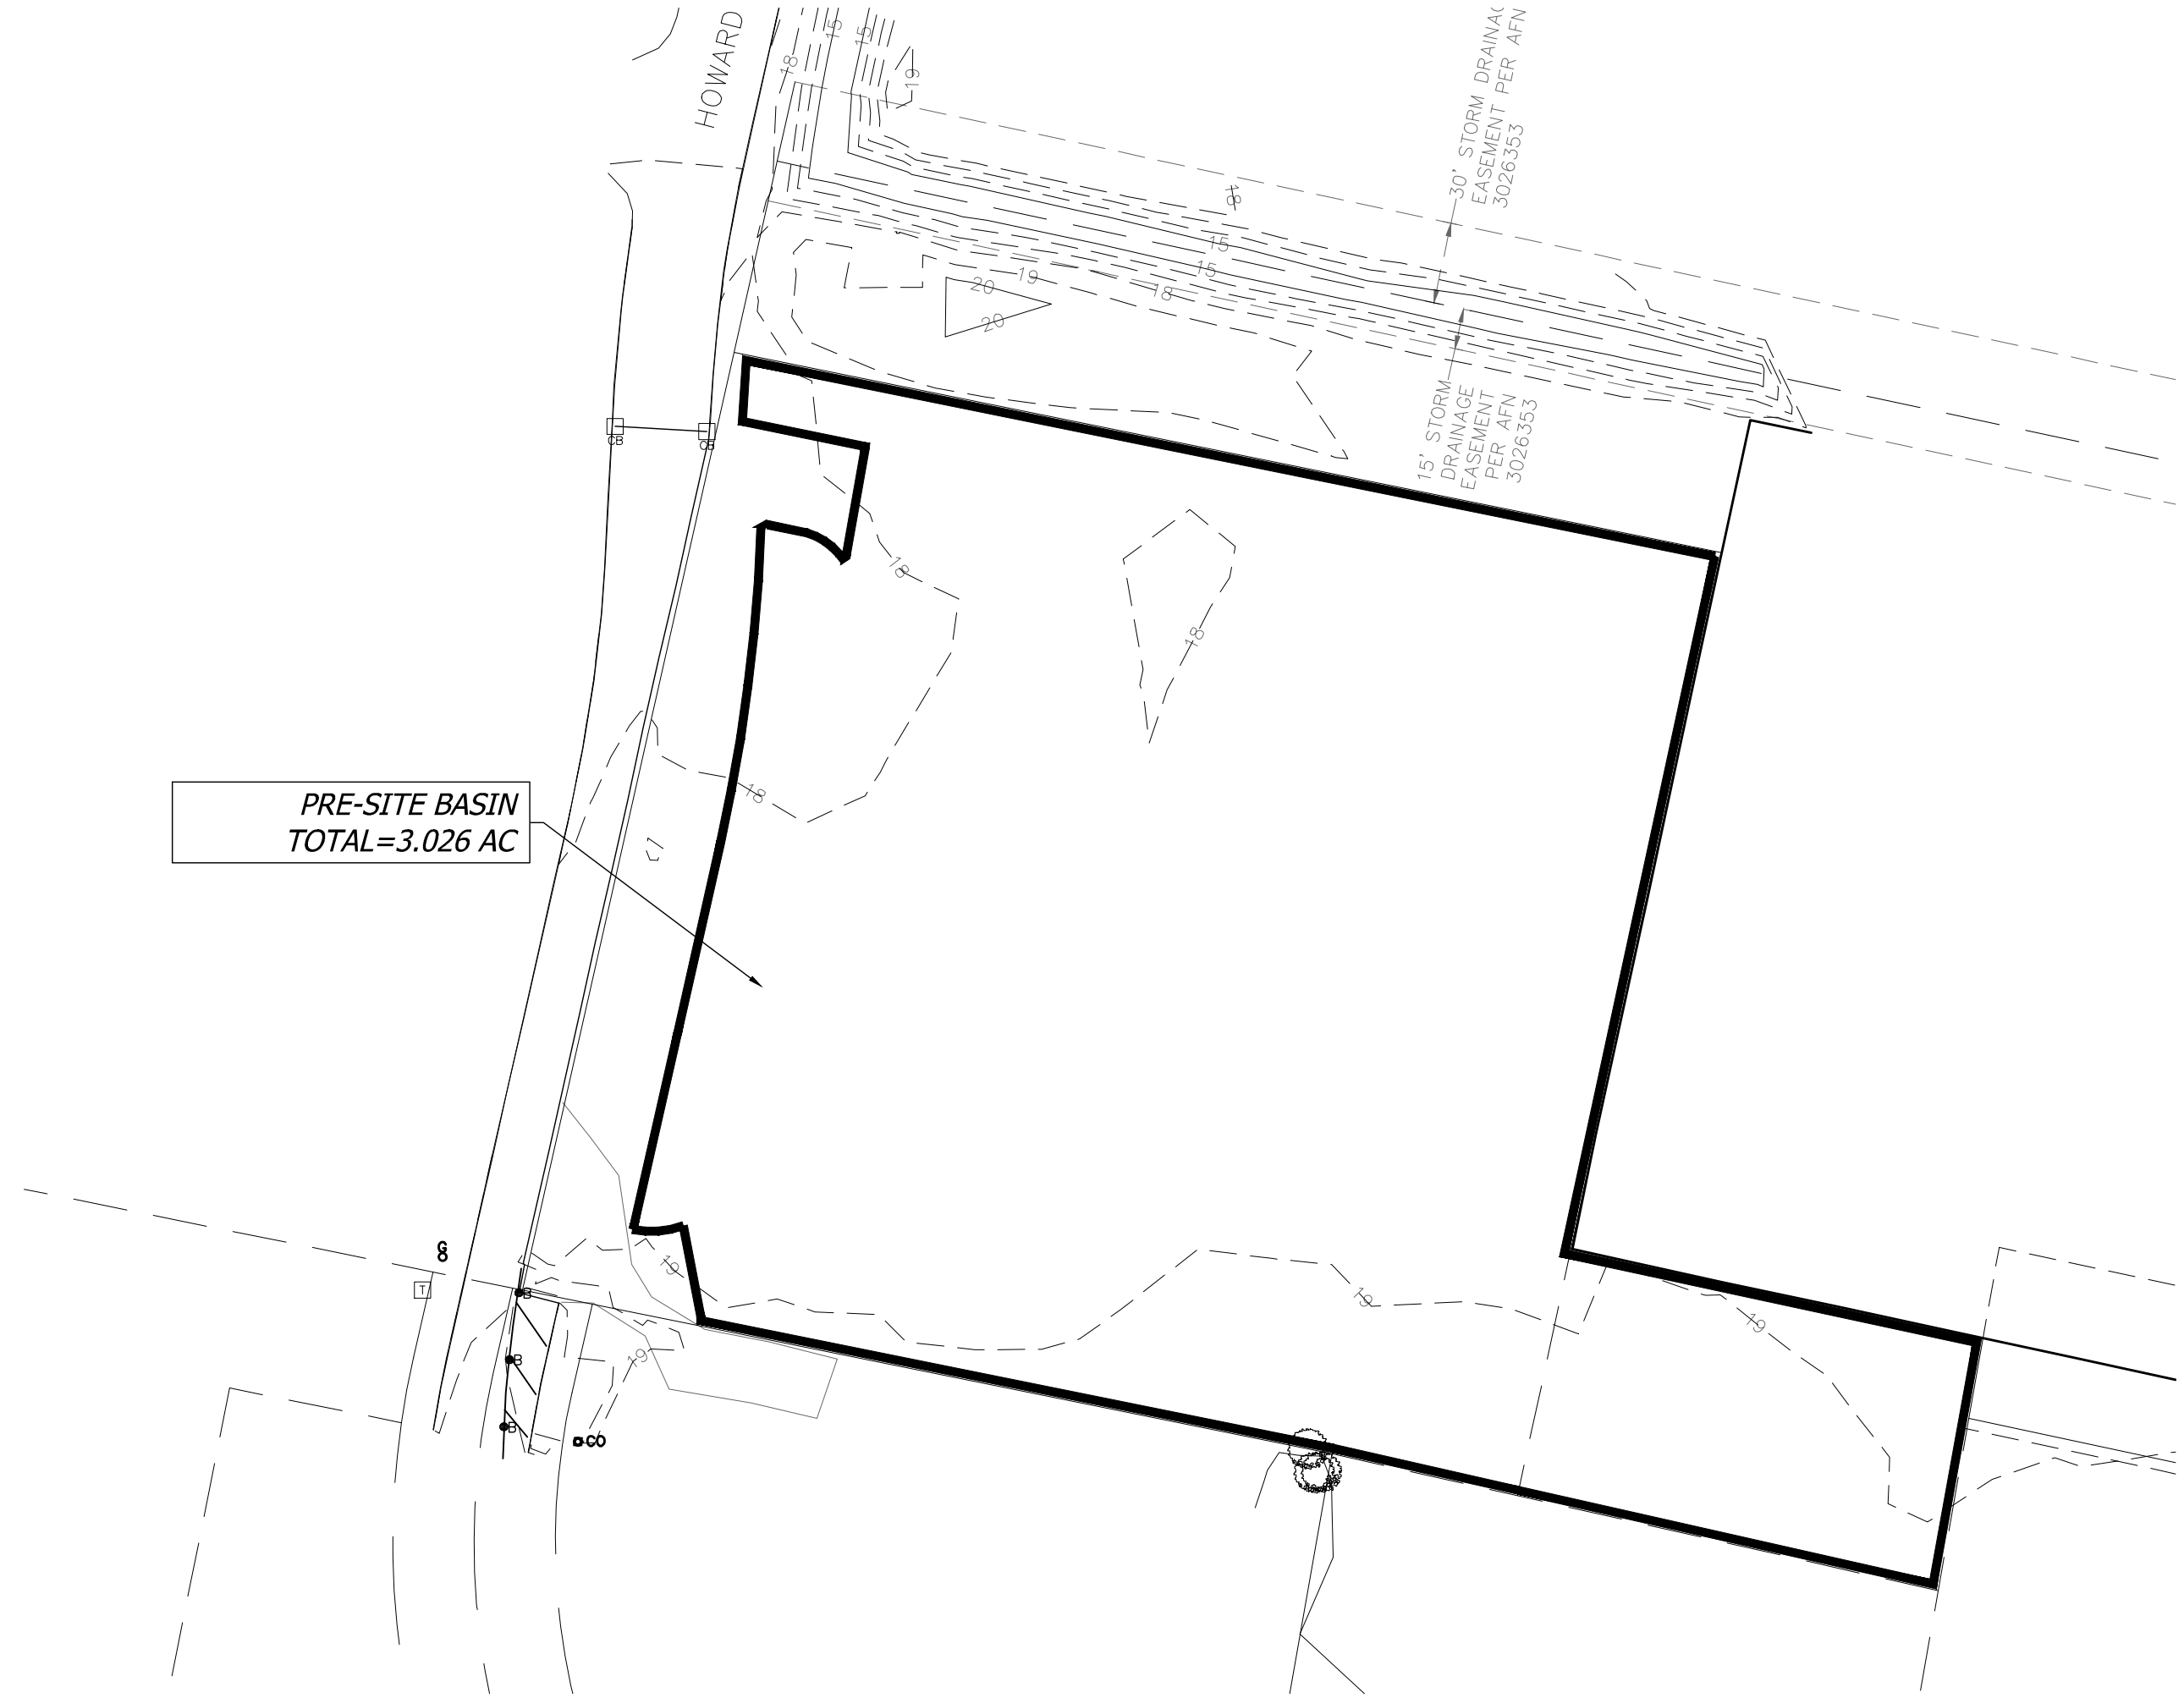 HOWARD
18
15
15
19
30' STORM DRAINAG
EASEMENT PER AFN
3026353
18
15
15
19
18
20
20
15' STORM
DRAINAGE
EASEMENT
PER AFN
3026353
CB
CB
18
18
18
PRE-SITE BASIN
TOTAL=3.026 AC
G
T
B
B
B
CO
19
19
19
19